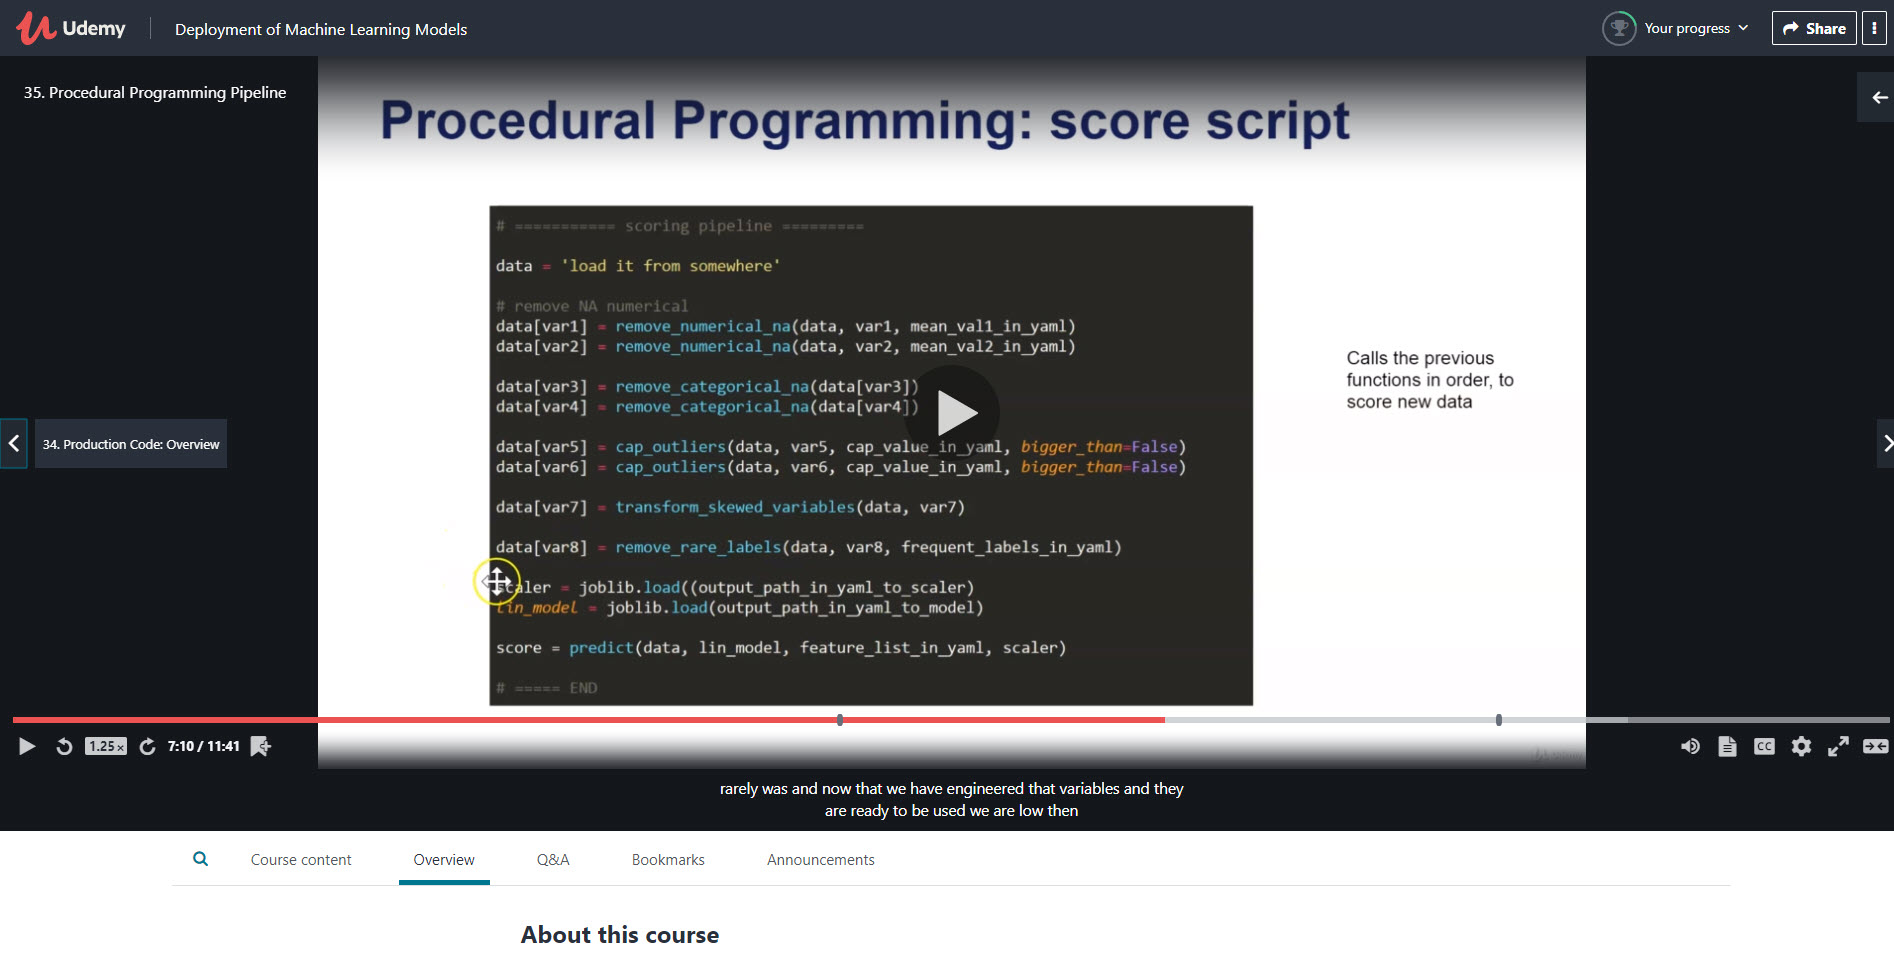 Udemy
Deployment of Machine Learning Models
Your progress
Share
35. Procedural Programming Pipeline
Procedural Programming: score script
# =========== scoring pipeline =========
data = 'load it from somewhere'
# remove NA numerical
data[var1] = remove_numerical_na(data, var1, mean_val1_in_yaml)
data[var2] = remove_numerical_na(data, var2, mean_val2_in_yaml)
data[var3] = remove_categorical_na(data[var3])
data[var4] = remove_categorical_na(data[var4])
data[var5] = cap_outliers(data, var5, cap_value_in_yaml, bigger_than=False)
data[var6] = cap_outliers(data, var6, cap_value_in_yaml, bigger_than=False)
data[var7] = transform_skewed_variables(data, var7)
data[var8] = remove_rare_labels(data, var8, frequent_labels_in_yaml)
scaler = joblib.load((output_path_in_yaml_to_scaler)
lin_model = joblib.load(output_path_in_yaml_to_model)
score = predict(data, lin_model, feature_list_in_yaml, scaler)
# ===== END
Calls the previous
functions in order, to
score new data
34. Production Code: Overview
1.25x
7:10 / 11:41
CC
rarely was and now that we have engineered that variables and they
are ready to be used we are low then
Course content
Overview
Q&A
Bookmarks
Announcements
About this course